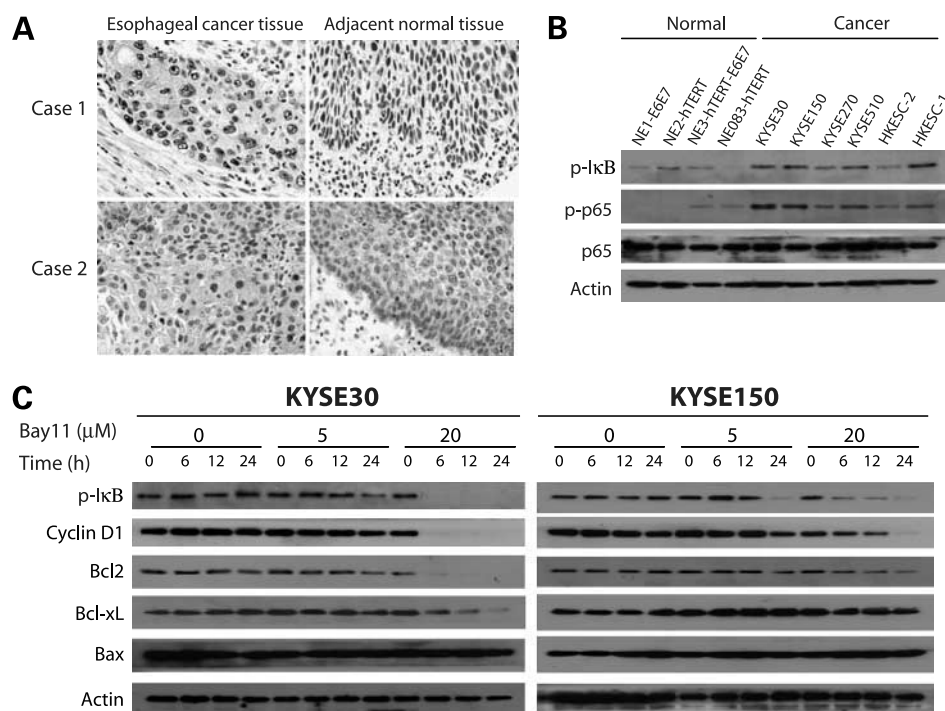 A
Esophageal cancer tissue
Adjacent normal tissue
Case 1
Case 2
B
Normal
Cancer
NE1-E6E7
NE2-hTERT
NE3-hTERT-E6E7
NE083-hTERT
KYSE30
KYSE150
KYSE270
KYSE510
HKESC-2
HKESC-1
p-IκB
p-p65
p65
Actin
C
KYSE30
KYSE150
Bay11 (μM)
0 5 20 0 5 20
Time (h)
0 6 12 24 0 6 12 24 0 6 12 24 0 6 12 24 0 6 12 24 0 6 12 24
p-IκB
Cyclin D1
Bcl2
Bcl-xL
Bax
Actin